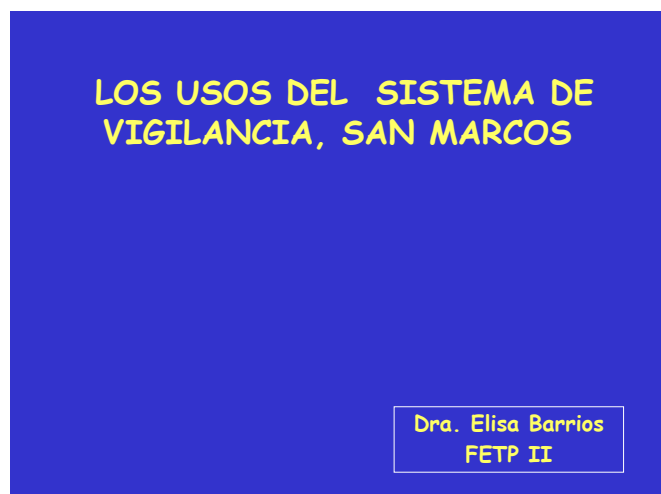 LOS USOS DEL SISTEMA DE
VIGILANCIA, SAN MARCOS
Dra. Elisa Barrios
FETP II